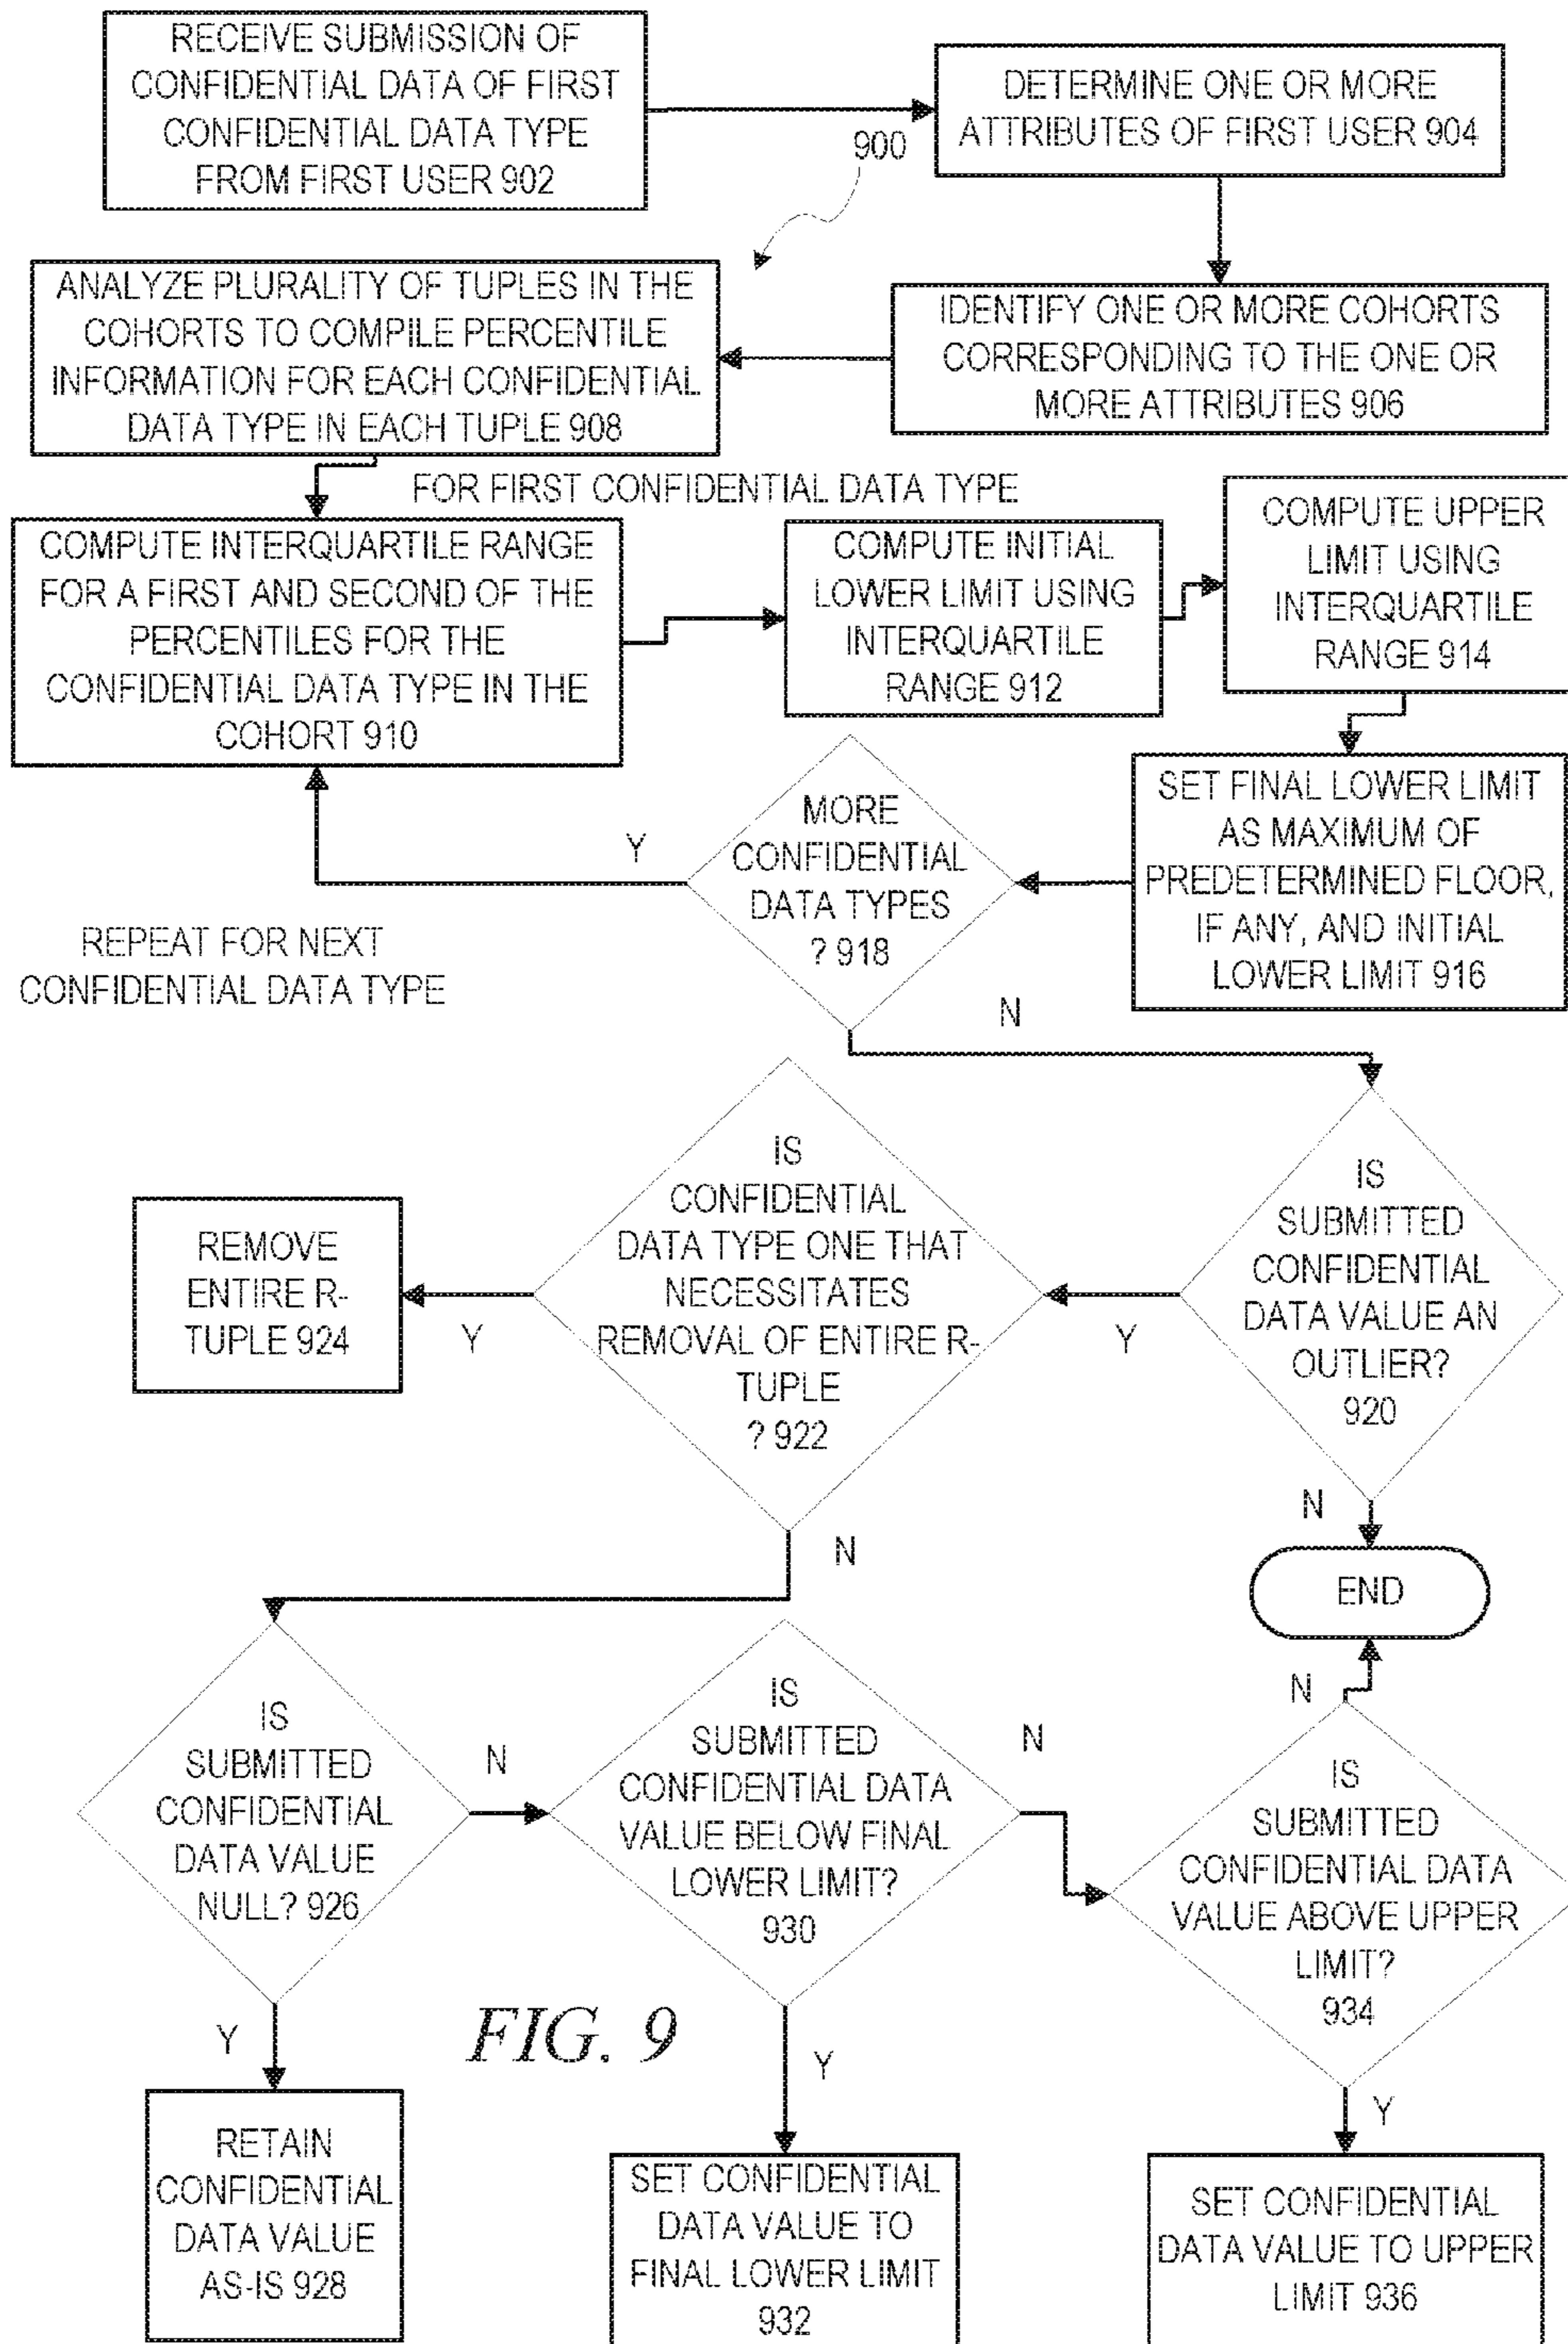 RECEIVE SUBMISSION OF
CONFIDENTIAL DATA OF FIRST
CONFIDENTIAL DATA TYPE
FROM FIRST USER 902
DETERMINE ONE OR MORE
ATTRIBUTES OF FIRST USER 904
900
ANALYZE PLURALITY OF TUPLES IN THE
COHORTS TO COMPILE PERCENTILE
INFORMATION FOR EACH CONFIDENTIAL
DATA TYPE IN EACH TUPLE 908
IDENTIFY ONE OR MORE COHORTS
CORRESPONDING TO THE ONE OR
MORE ATTRIBUTES 906
FOR FIRST CONFIDENTIAL DATA TYPE
COMPUTE INTERQUARTILE RANGE
FOR A FIRST AND SECOND OF THE
PERCENTILES FOR THE
CONFIDENTIAL DATA TYPE IN THE
COHORT 910
COMPUTE INITIAL
LOWER LIMIT USING
INTERQUARTILE
RANGE 912
COMPUTE UPPER
LIMIT USING
INTERQUARTILE
RANGE 914
SET FINAL LOWER LIMIT
AS MAXIMUM OF
PREDETERMINED FLOOR,
IF ANY, AND INITIAL
LOWER LIMIT 916
MORE
CONFIDENTIAL
DATA TYPES
? 918
Y
REPEAT FOR NEXT
CONFIDENTIAL DATA TYPE
N
IS
SUBMITTED
CONFIDENTIAL
DATA VALUE AN
OUTLIER?
920
Y
IS
CONFIDENTIAL
DATA TYPE ONE THAT
NECESSITATES
REMOVAL OF ENTIRE R-
TUPLE
? 922
Y
REMOVE
ENTIRE R-
TUPLE 924
N
END
N
IS
SUBMITTED
CONFIDENTIAL
DATA VALUE
NULL? 926
N
IS
SUBMITTED
CONFIDENTIAL DATA
VALUE BELOW FINAL
LOWER LIMIT?
930
N
IS
SUBMITTED
CONFIDENTIAL DATA
VALUE ABOVE UPPER
LIMIT?
934
N
Y
FIG. 9
Y
Y
RETAIN
CONFIDENTIAL
DATA VALUE
AS-IS 928
SET CONFIDENTIAL
DATA VALUE TO
FINAL LOWER LIMIT
932
SET CONFIDENTIAL
DATA VALUE TO UPPER
LIMIT 936